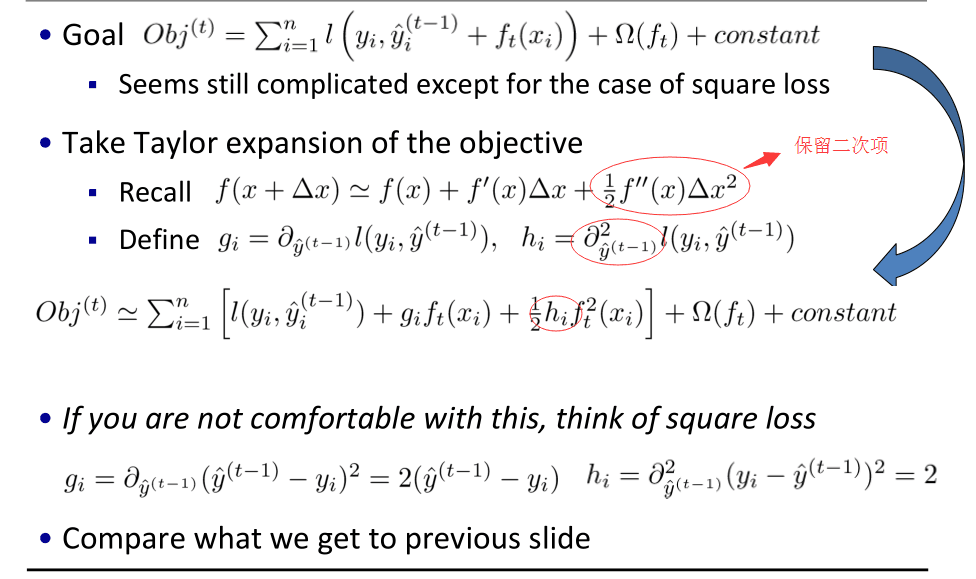 • Goal $Obj^{(t)} = \sum_{i=1}^{n} l\left(y_i, \hat{y}_i^{(t-1)} + f_t(x_i)\right) + \Omega(f_t) + constant$
▪ Seems still complicated except for the case of square loss
• Take Taylor expansion of the objective
保留二次项
▪ Recall $f(x + \Delta x) \simeq f(x) + f'(x)\Delta x + \frac{1}{2}f''(x)\Delta x^2$
▪ Define $g_i = \partial_{\hat{y}^{(t-1)}} l(y_i, \hat{y}^{(t-1)}), \; h_i = \partial^2_{\hat{y}^{(t-1)}} l(y_i, \hat{y}^{(t-1)})$
$Obj^{(t)} \simeq \sum_{i=1}^{n} \left[l(y_i, \hat{y}_i^{(t-1)}) + g_i f_t(x_i) + \frac{1}{2}h_i f_t^2(x_i)\right] + \Omega(f_t) + constant$
• If you are not comfortable with this, think of square loss
$g_i = \partial_{\hat{y}^{(t-1)}}(\hat{y}^{(t-1)} - y_i)^2 = 2(\hat{y}^{(t-1)} - y_i) \; h_i = \partial^2_{\hat{y}^{(t-1)}}(y_i - \hat{y}^{(t-1)})^2 = 2$
• Compare what we get to previous slide